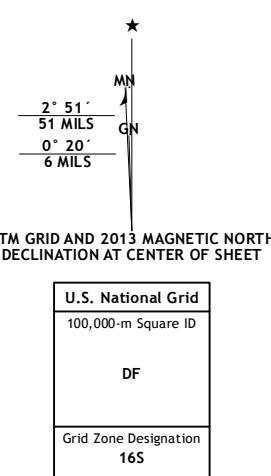 ★
MN
2° 51´
51 MILS
GN
0° 20´
6 MILS
TM GRID AND 2013 MAGNETIC NORTH
DECLINATION AT CENTER OF SHEET
U.S. National Grid
100,000-m Square ID
DF
Grid Zone Designation
16S